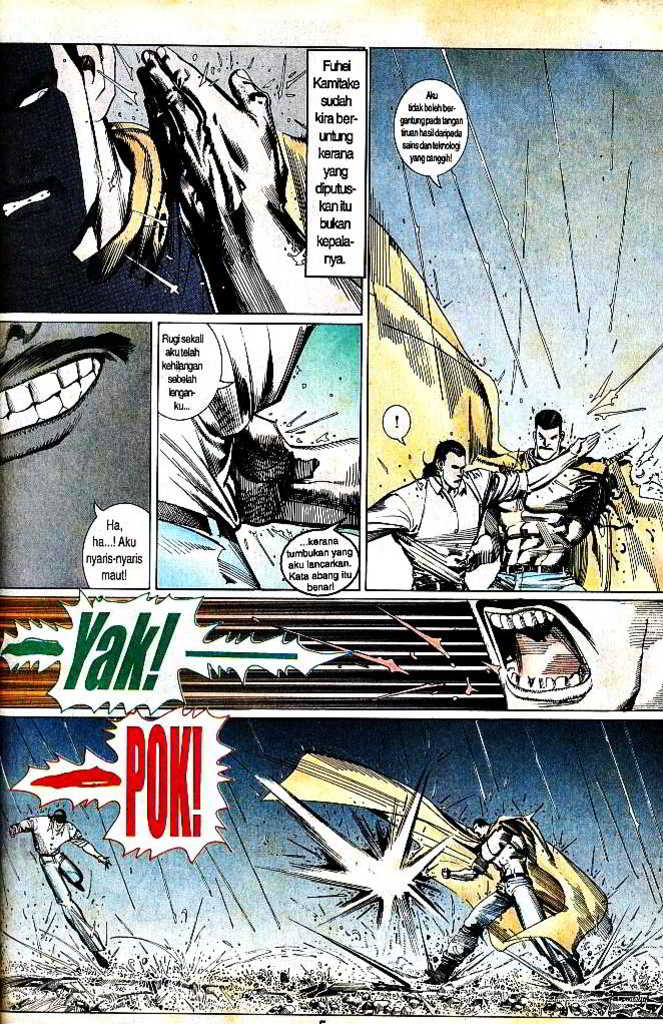 Fuhei
Kamitake
sudah
kira ber-
untung
kerana
yang
diputus-
kan itu
bukan
kepala-
nya.
Aku
tidak boleh ber-
gantung pada tangan
tiruan hasil daripada
sains dan teknologi
yang canggih!
!
Ha,
ha...! Aku
nyaris-nyaris
maut!
Rugi sekali
aku telah
kehilangan
sebelah
lengan-
ku...
...kerana
tumbukan yang
aku lancarkan.
Kata abang itu
benar!
Yak!
POK!
5